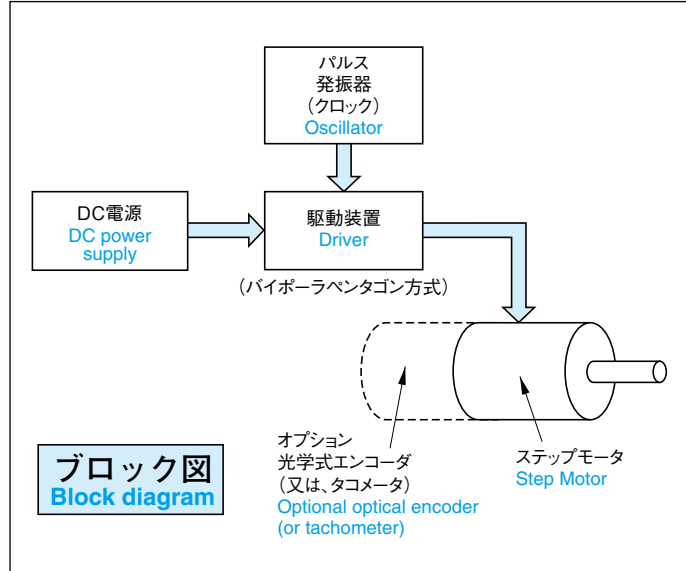 パルス
発振器
(クロック)
Oscillator
DC電源
DC power
supply
駆動装置
Driver
(バイポーラペンタゴン方式)
オプション
光学式エンコーダ
(又は、タコメータ)
Optional optical encoder
(or tachometer)
ステップモータ
Step Motor
ブロック図
Block diagram